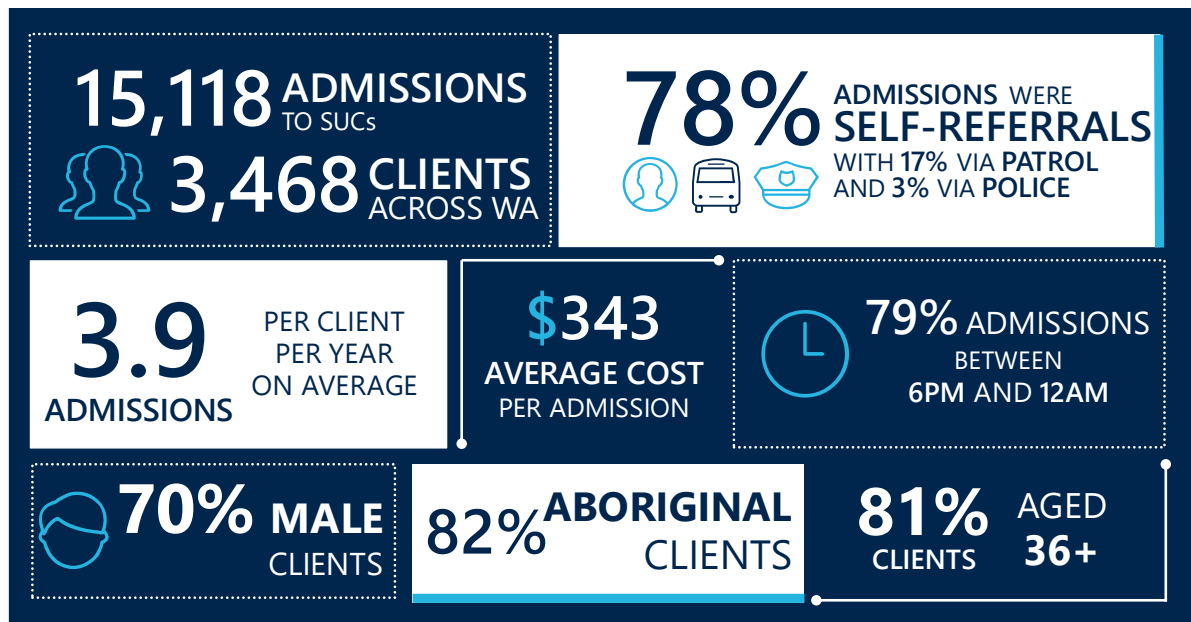 15,118 ADMISSIONS
TO SUCs
3,468 CLIENTS
ACROSS WA
78% ADMISSIONS WERE
SELF-REFERRALS
WITH 17% VIA PATROL
AND 3% VIA POLICE
3.9
ADMISSIONS
PER CLIENT
PER YEAR
ON AVERAGE
$343
AVERAGE COST
PER ADMISSION
79% ADMISSIONS
BETWEEN
6PM AND 12AM
70% MALE
CLIENTS
82% ABORIGINAL
CLIENTS
81%
CLIENTS
AGED
36+